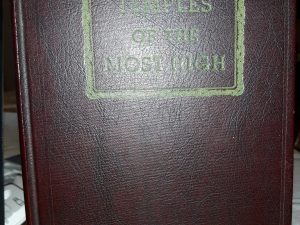 TEMPLES
OF THE
MOST HIGH